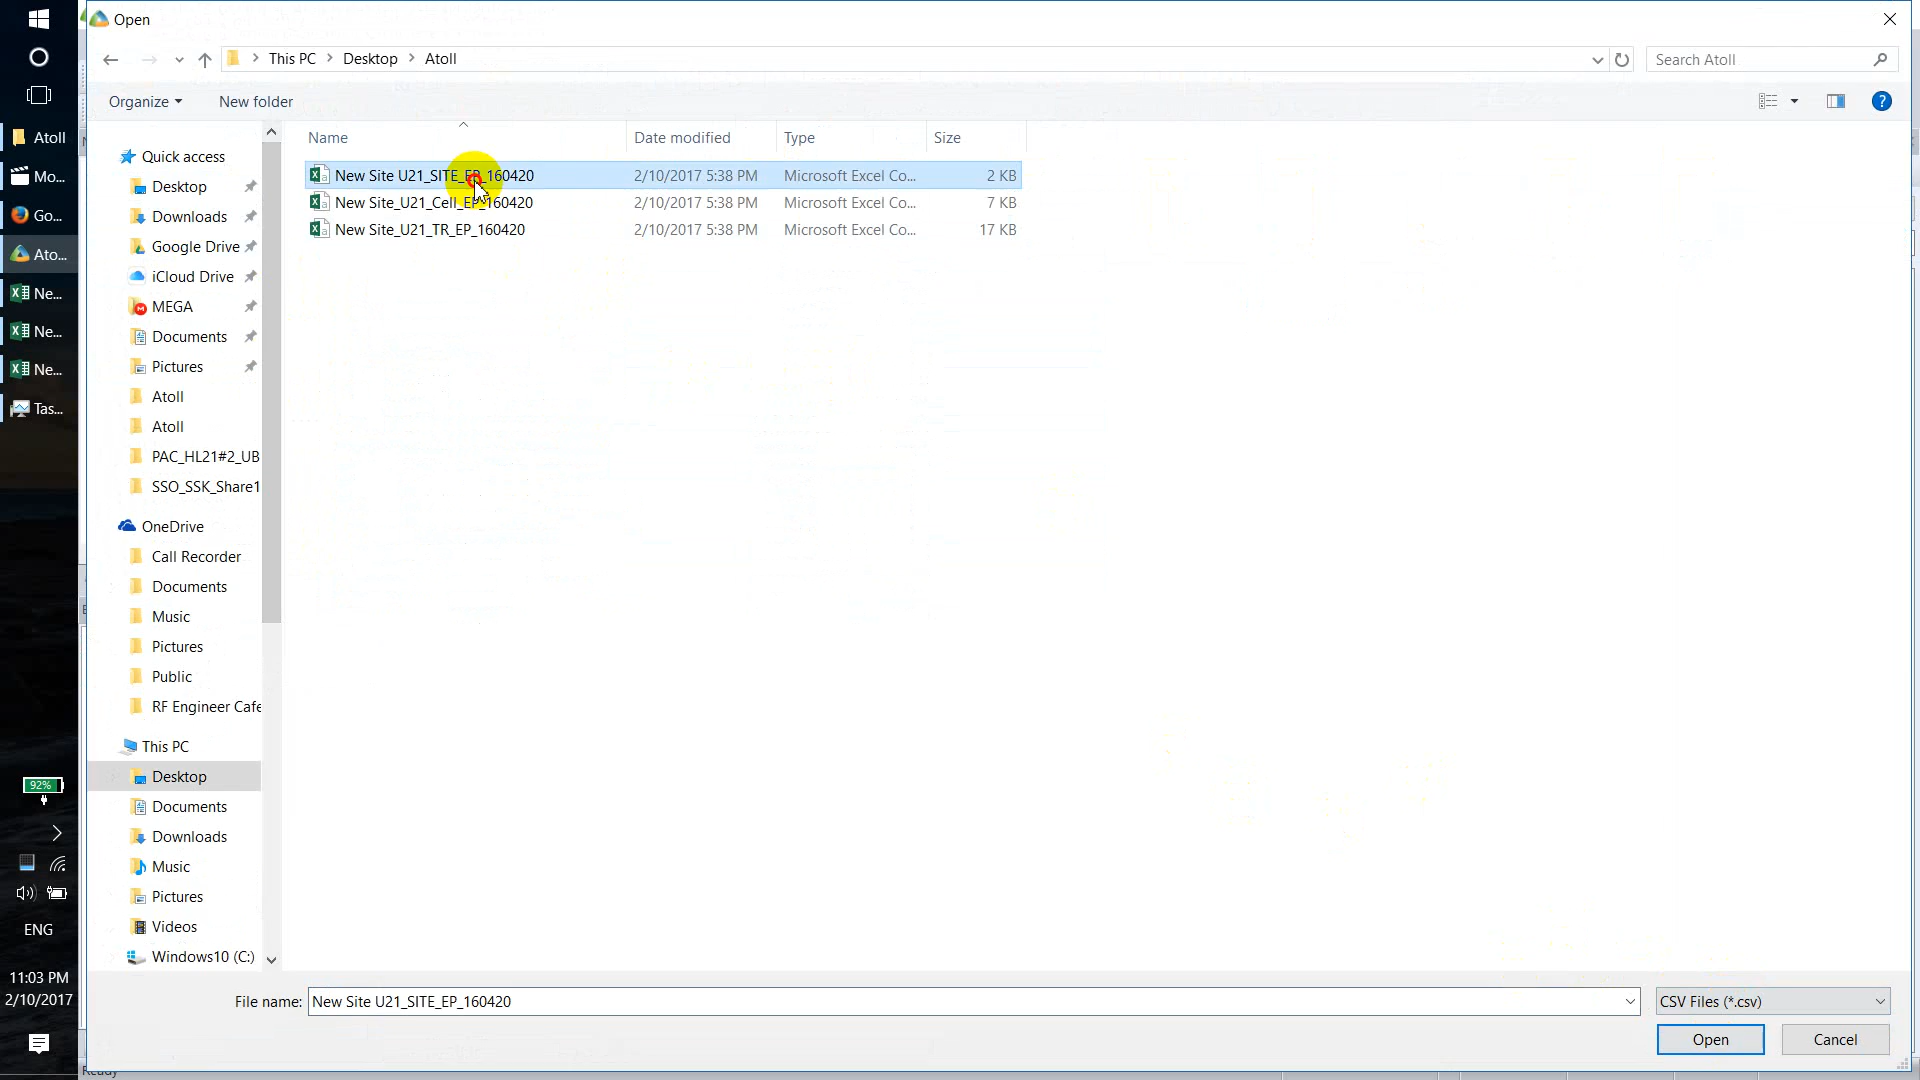 Open
This PC > Desktop > Atoll
Search Atoll
Organize
New folder
Name
Date modified
Type
Size
New Site U21_SITE_EP_160420 2/10/2017 5:38 PM Microsoft Excel Co... 2 KB
New Site_U21_Cell_EP_160420 2/10/2017 5:38 PM Microsoft Excel Co... 7 KB
New Site_U21_TR_EP_160420 2/10/2017 5:38 PM Microsoft Excel Co... 17 KB
Atoll
Mo...
Go...
Ato...
Ne...
Ne...
Ne...
Tas...
92%
ENG
11:03 PM
2/10/2017
Quick access
Desktop
Downloads
Google Drive
iCloud Drive
MEGA
Documents
Pictures
Atoll
Atoll
PAC_HL21#2_UB
SSO_SSK_Share1
OneDrive
Call Recorder
Documents
Music
Pictures
Public
RF Engineer Cafe
This PC
Desktop
Documents
Downloads
Music
Pictures
Videos
Windows10 (C:)
File name: New Site U21_SITE_EP_160420
CSV Files (*.csv)
Open
Cancel
Ready